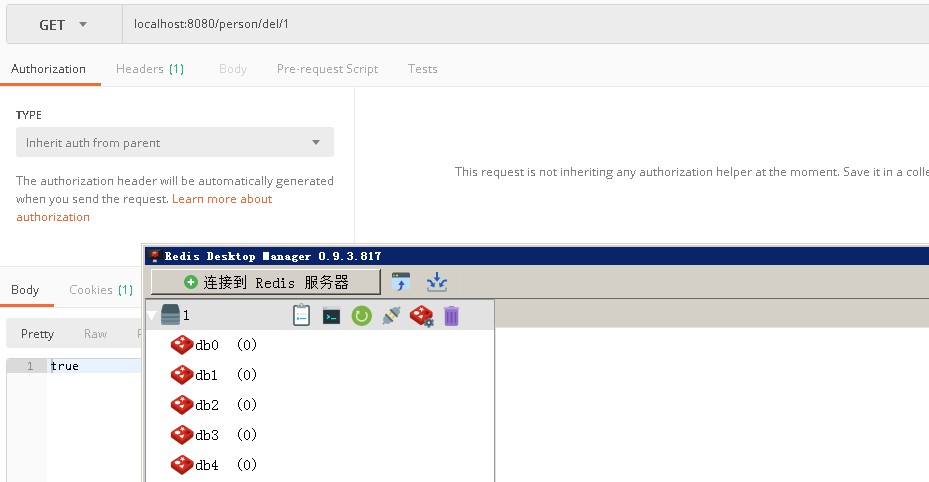 GET
localhost:8080/person/del/1
Authorization Headers (1) Body Pre-request Script Tests
TYPE
Inherit auth from parent
The authorization header will be automatically generated
when you send the request. Learn more about
authorization
This request is not inheriting any authorization helper at the moment. Save it in a colle
Body Cookies (1)
Pretty Raw P
1 true
Redis Desktop Manager 0.9.3.817
连接到 Redis 服务器
1
db0 (0)
db1 (0)
db2 (0)
db3 (0)
db4 (0)